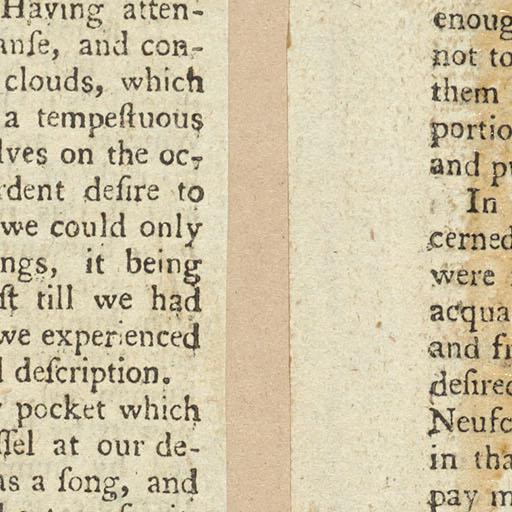 Having atten-
anſe, and con-
clouds, which
a tempeſtuous
lves on the oc-
rdent deſire to
we could only
ngs, it being
ſt till we had
we experienced
deſcription.
pocket which
ſſel at our de-
as a ſong, and
enoug
not to
them
portio
and pu
In
cerned
were
acqua
and fr
deſired
Neufc
in tha
pay m